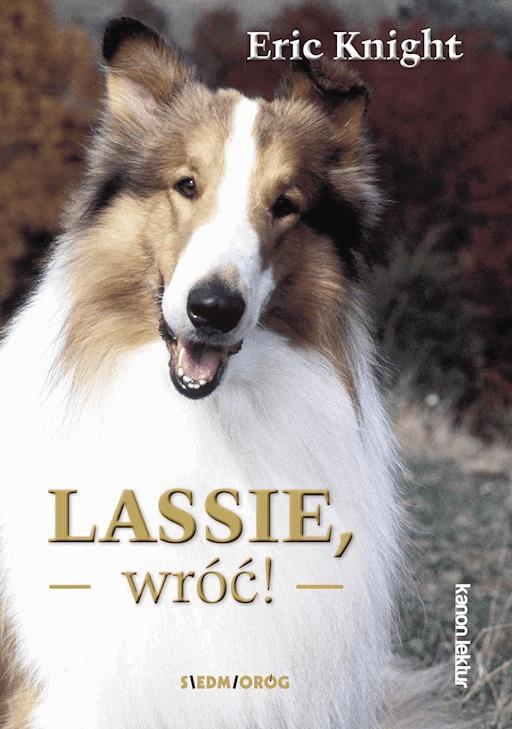 Eric Knight
LASSIE,
— wróć! —
kanon lektur
SIEDMIORÓG